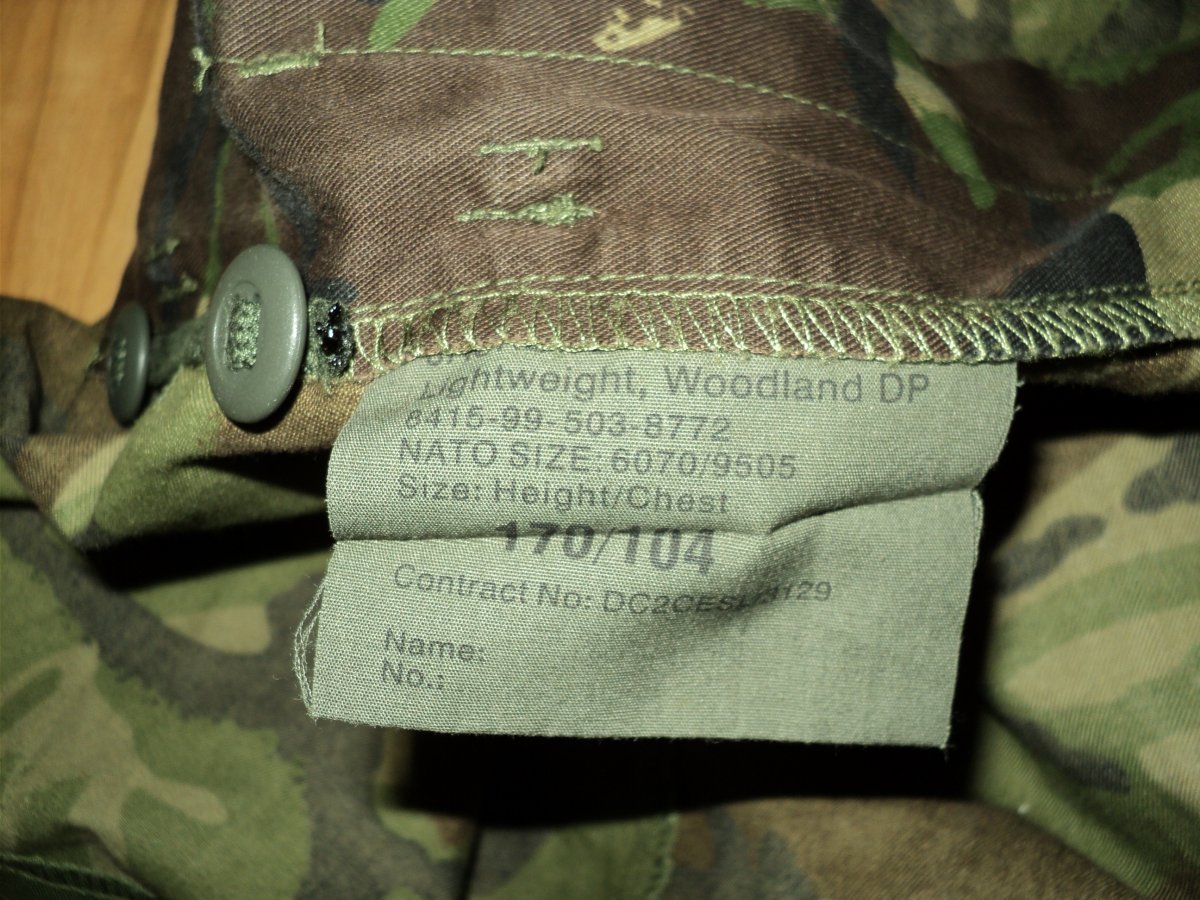 Lightweight, Woodland DP
8415-99-503-8772
NATO SIZE 6070/9505
Size: Height/Chest
170/104
Contract No:
Name:
No.: